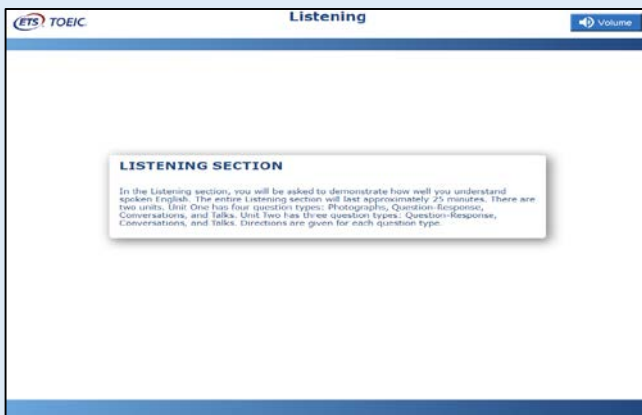 ETS TOEIC.
Listening
Volume
LISTENING SECTION
In the Listening section, you will be asked to demonstrate how well you understand
spoken English. The entire Listening section will last approximately 25 minutes. There are
two units. Unit One has four question types: Photographs, Question-Response,
Conversations, and Talks. Unit Two has three question types: Question-Response,
Conversations, and Talks. Directions are given for each question type.